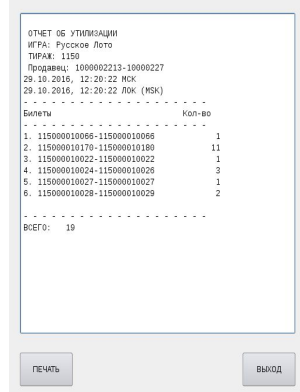 ОТЧЕТ ОБ УТИЛИЗАЦИИ
ИГРА: Русское Лото
ТИРАЖ: 1150
Продавец: 1000002213-10000227
29.10.2016, 12:20:22 МСК
29.10.2016, 12:20:22 ЛОК (MSK)
- - - - - - - - - - - - - - - - - - - -
Билеты Кол-во
- - - - - - - - - - - - - - - - - - - -
1. 115000010066-115000010066 1
2. 115000010170-115000010180 11
3. 115000010022-115000010022 1
4. 115000010024-115000010026 3
5. 115000010027-115000010027 1
6. 115000010028-115000010029 2
- - - - - - - - - - - - - - - - - - - -
ВСЕГО: 19
ПЕЧАТЬ ВЫХОД